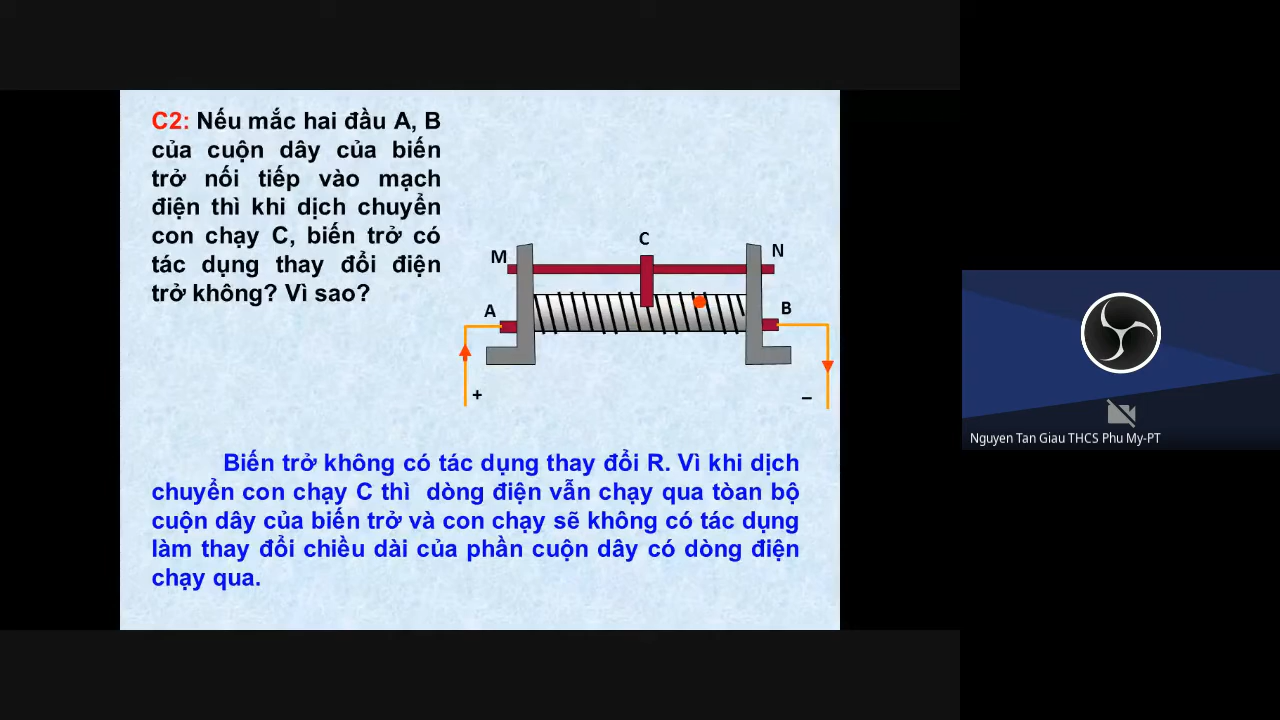 C2: Nếu mắc hai đầu A, B
của cuộn dây của biến
trở nối tiếp vào mạch
điện thì khi dịch chuyển
con chạy C, biến trở có
tác dụng thay đổi điện
trở không? Vì sao?
C
M
N
A
B
+
–
Biến trở không có tác dụng thay đổi R. Vì khi dịch
chuyển con chạy C thì dòng điện vẫn chạy qua tòan bộ
cuộn dây của biến trở và con chạy sẽ không có tác dụng
làm thay đổi chiều dài của phần cuộn dây có dòng điện
chạy qua.
Nguyen Tan Giau THCS Phu My-PT